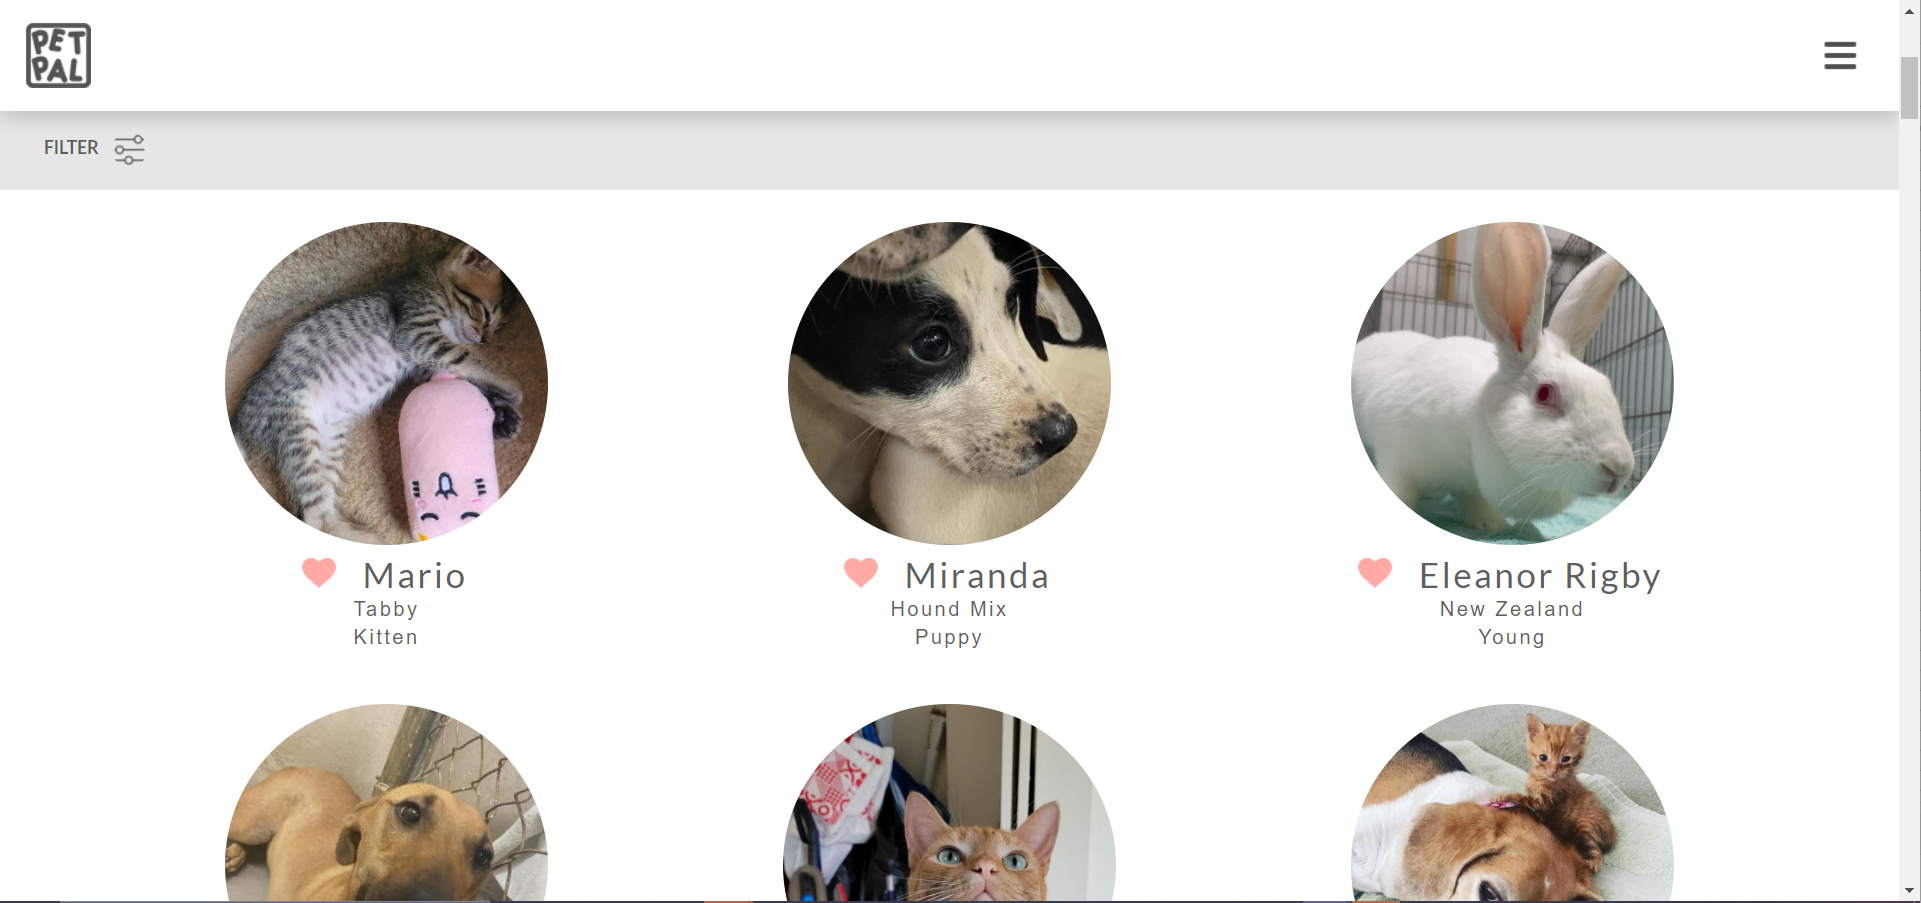 PET
PAL
FILTER
Mario
Tabby
Kitten
Miranda
Hound Mix
Puppy
Eleanor Rigby
New Zealand
Young